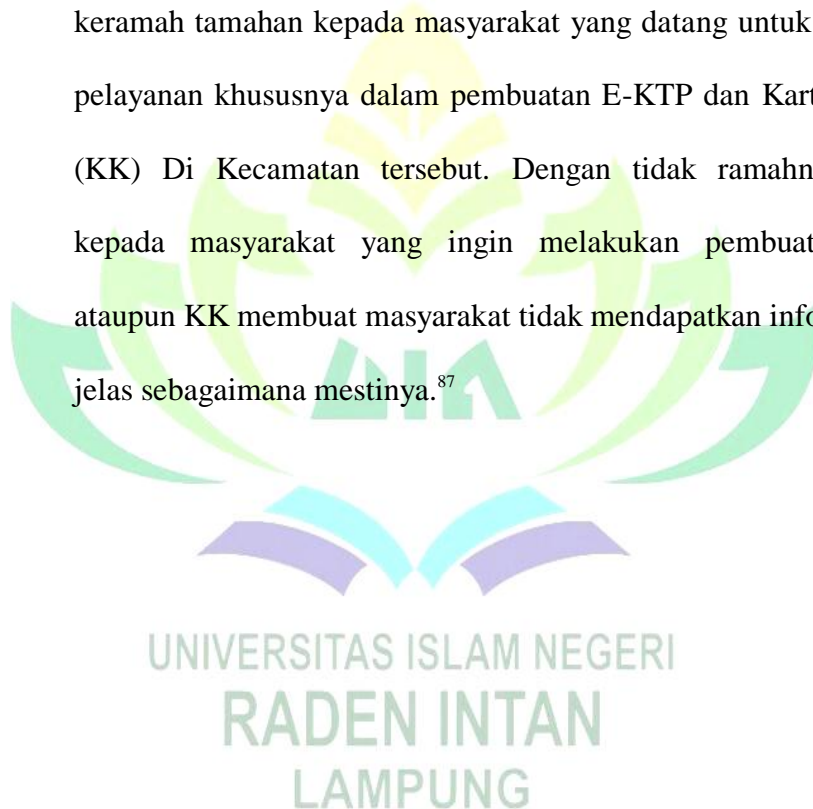 keramah tamahan kepada masyarakat yang datang untuk
pelayanan khususnya dalam pembuatan E-KTP dan Kart
(KK) Di Kecamatan tersebut. Dengan tidak ramahn
kepada masyarakat yang ingin melakukan pembuat
ataupun KK membuat masyarakat tidak mendapatkan info
jelas sebagaimana mestinya.⁸⁷
UNIVERSITAS ISLAM NEGERI
RADEN INTAN
LAMPUNG